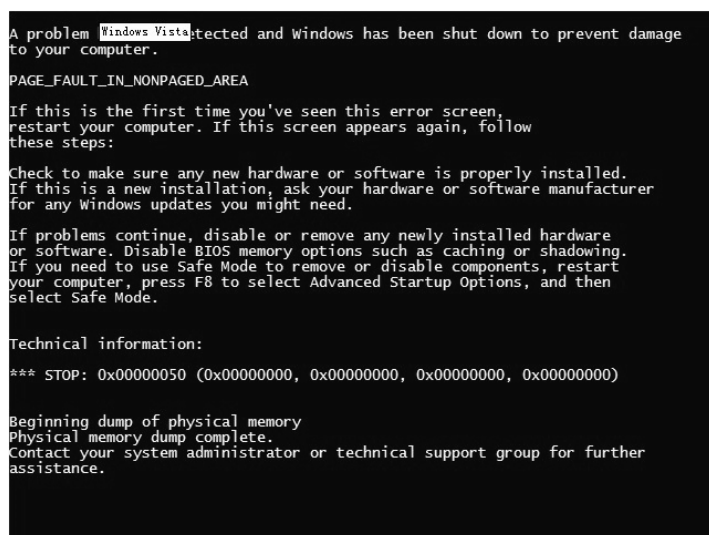 A problem Windows Vista tected and Windows has been shut down to prevent damage
to your computer.
PAGE_FAULT_IN_NONPAGED_AREA
If this is the first time you've seen this error screen,
restart your computer. If this screen appears again, follow
these steps:
Check to make sure any new hardware or software is properly installed.
If this is a new installation, ask your hardware or software manufacturer
for any Windows updates you might need.
If problems continue, disable or remove any newly installed hardware
or software. Disable BIOS memory options such as caching or shadowing.
If you need to use Safe Mode to remove or disable components, restart
your computer, press F8 to select Advanced Startup Options, and then
select Safe Mode.
Technical information:
*** STOP: 0x00000050 (0x00000000, 0x00000000, 0x00000000, 0x00000000)
Beginning dump of physical memory
Physical memory dump complete.
Contact your system administrator or technical support group for further
assistance.